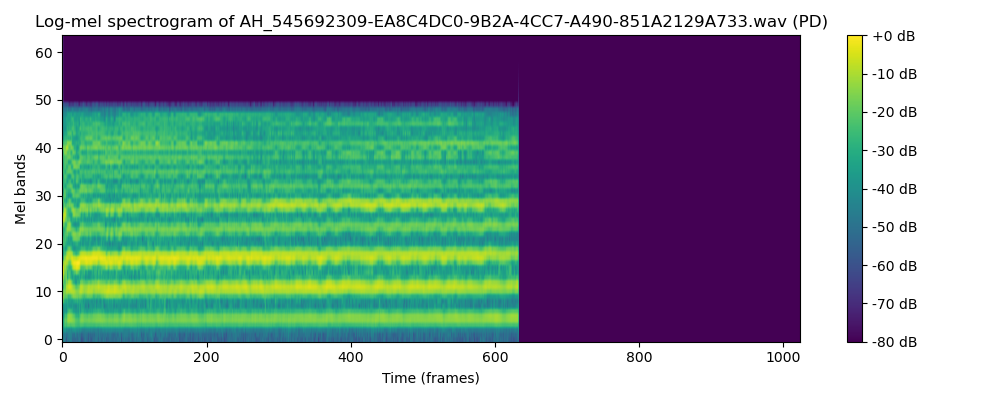 Log-mel spectrogram of AH_545692309-EA8C4DC0-9B2A-4CC7-A490-851A2129A733.wav (PD)
60
50
40
30
20
10
0
Mel bands
0
200
400
600
800
1000
Time (frames)
+0 dB
-10 dB
-20 dB
-30 dB
-40 dB
-50 dB
-60 dB
-70 dB
-80 dB